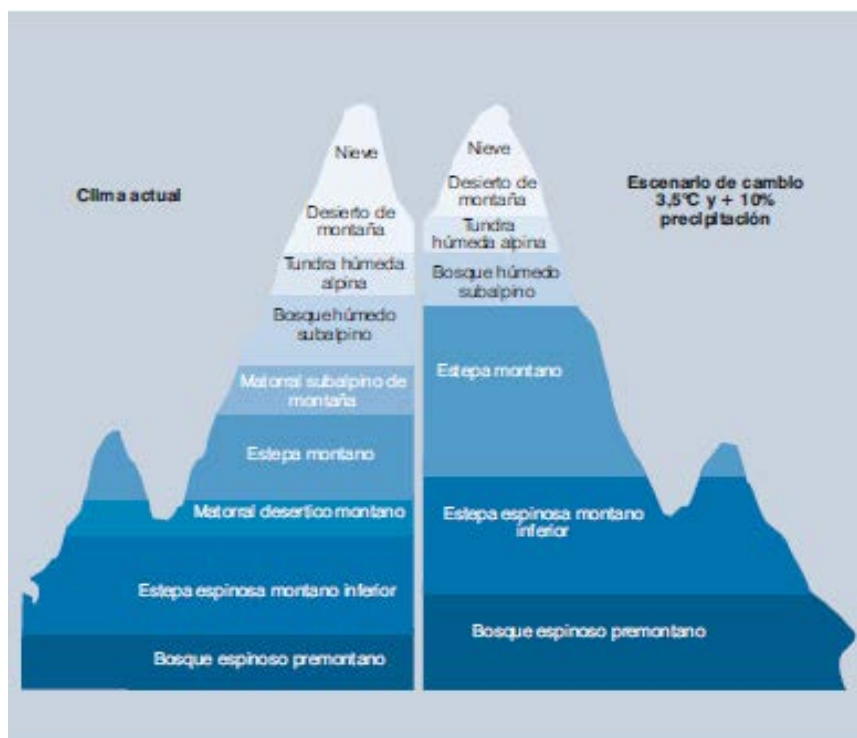 Clima actual
Nieve
Desierto de
montaña
Tundra húmeda
alpina
Bosque húmedo
subalpino
Matorral subalpino de
montaña
Estepa montano
Matorral desertico montano
Estepa espinosa montano inferior
Bosque espinoso premontano
Nieve
Desierto de
montaña
Tundra
húmeda alpina
Bosque húmedo
subalpino
Estepa montano
Estepa espinosa montano
inferior
Bosque espinoso premontano
Escenario de cambio
3,5°C y + 10%
precipitación